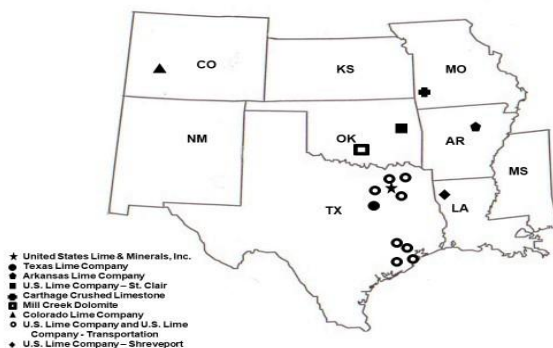 CO
KS
MO
NM
OK
AR
MS
TX
LA
United States Lime & Minerals, Inc.
Texas Lime Company
Arkansas Lime Company
U.S. Lime Company – St. Clair
Carthage Crushed Limestone
Mill Creek Dolomite
Colorado Lime Company
U.S. Lime Company and U.S. Lime
Company - Transportation
U.S. Lime Company – Shreveport